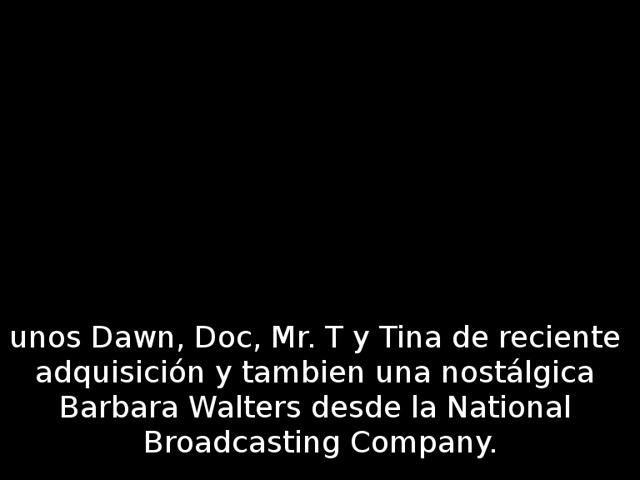 unos Dawn, Doc, Mr. T y Tina de reciente
adquisición y tambien una nostálgica
Barbara Walters desde la National
Broadcasting Company.